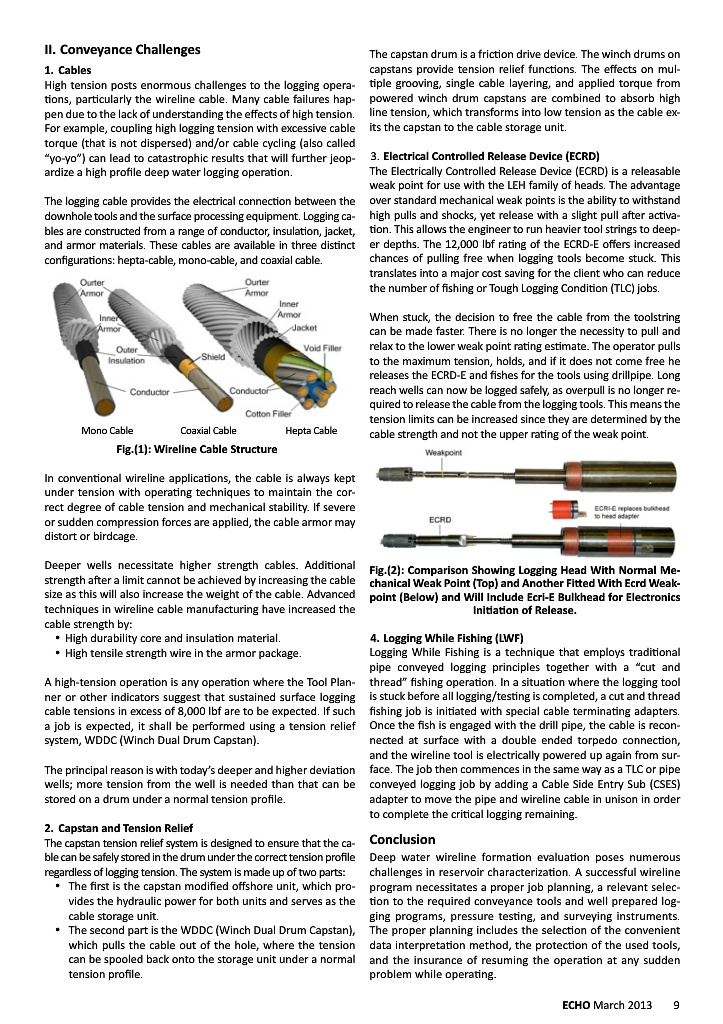 II. Conveyance Challenges
1. Cables
High tension posts enormous challenges to the logging opera-
tions, particularly the wireline cable. Many cable failures hap-
pen due to the lack of understanding the effects of high tension.
For example, coupling high logging tension with excessive cable
torque (that is not dispersed) and/or cable cycling (also called
“yo-yo”) can lead to catastrophic results that will further jeop-
ardize a high profile deep water logging operation.
The logging cable provides the electrical connection between the
downhole tools and the surface processing equipment. Logging ca-
bles are constructed from a range of conductor, insulation, jacket,
and armor materials. These cables are available in three distinct
configurations: hepta-cable, mono-cable, and coaxial cable.
Ourter
Armor
Ourter
Armor
Inner
Armor
Inner
Armor
Jacket
Void Filler
Outer
Insulation
Shield
Conductor
Conductor
Cotton Filler
Mono Cable
Coaxial Cable
Hepta Cable
Fig.(1): Wireline Cable Structure
In conventional wireline applications, the cable is always kept
under tension with operating techniques to maintain the cor-
rect degree of cable tension and mechanical stability. If severe
or sudden compression forces are applied, the cable armor may
distort or birdcage.
Deeper wells necessitate higher strength cables. Additional
strength after a limit cannot be achieved by increasing the cable
size as this will also increase the weight of the cable. Advanced
techniques in wireline cable manufacturing have increased the
cable strength by:
• High durability core and insulation material.
• High tensile strength wire in the armor package.
A high-tension operation is any operation where the Tool Plan-
ner or other indicators suggest that sustained surface logging
cable tensions in excess of 8,000 lbf are to be expected. If such
a job is expected, it shall be performed using a tension relief
system, WDDC (Winch Dual Drum Capstan).
The principal reason is with today’s deeper and higher deviation
wells; more tension from the well is needed than that can be
stored on a drum under a normal tension profile.
2. Capstan and Tension Relief
The capstan tension relief system is designed to ensure that the ca-
ble can be safely stored in the drum under the correct tension profile
regardless of logging tension. The system is made up of two parts:
• The first is the capstan modified offshore unit, which pro-
vides the hydraulic power for both units and serves as the
cable storage unit.
• The second part is the WDDC (Winch Dual Drum Capstan),
which pulls the cable out of the hole, where the tension
can be spooled back onto the storage unit under a normal
tension profile.
The capstan drum is a friction drive device. The winch drums on
capstans provide tension relief functions. The effects on mul-
tiple grooving, single cable layering, and applied torque from
powered winch drum capstans are combined to absorb high
line tension, which transforms into low tension as the cable ex-
its the capstan to the cable storage unit.
3. Electrical Controlled Release Device (ECRD)
The Electrically Controlled Release Device (ECRD) is a releasable
weak point for use with the LEH family of heads. The advantage
over standard mechanical weak points is the ability to withstand
high pulls and shocks, yet release with a slight pull after activa-
tion. This allows the engineer to run heavier tool strings to deep-
er depths. The 12,000 lbf rating of the ECRD-E offers increased
chances of pulling free when logging tools become stuck. This
translates into a major cost saving for the client who can reduce
the number of fishing or Tough Logging Condition (TLC) jobs.
When stuck, the decision to free the cable from the toolstring
can be made faster. There is no longer the necessity to pull and
relax to the lower weak point rating estimate. The operator pulls
to the maximum tension, holds, and if it does not come free he
releases the ECRD-E and fishes for the tools using drillpipe. Long
reach wells can now be logged safely, as overpull is no longer re-
quired to release the cable from the logging tools. This means the
tension limits can be increased since they are determined by the
cable strength and not the upper rating of the weak point.
Weakpoint
ECRI-E replaces bulkhead
to head adapter
ECRD
Fig.(2): Comparison Showing Logging Head With Normal Me-
chanical Weak Point (Top) and Another Fitted With Ecrd Weak-
point (Below) and Will Include Ecri-E Bulkhead for Electronics
Initiation of Release.
4. Logging While Fishing (LWF)
Logging While Fishing is a technique that employs traditional
pipe conveyed logging principles together with a “cut and
thread” fishing operation. In a situation where the logging tool
is stuck before all logging/testing is completed, a cut and thread
fishing job is initiated with special cable terminating adapters.
Once the fish is engaged with the drill pipe, the cable is recon-
nected at surface with a double ended torpedo connection,
and the wireline tool is electrically powered up again from sur-
face. The job then commences in the same way as a TLC or pipe
conveyed logging job by adding a Cable Side Entry Sub (CSES)
adapter to move the pipe and wireline cable in unison in order
to complete the critical logging remaining.
Conclusion
Deep water wireline formation evaluation poses numerous
challenges in reservoir characterization. A successful wireline
program necessitates a proper job planning, a relevant selec-
tion to the required conveyance tools and well prepared log-
ging programs, pressure testing, and surveying instruments.
The proper planning includes the selection of the convenient
data interpretation method, the protection of the used tools,
and the insurance of resuming the operation at any sudden
problem while operating.
ECHO March 2013 9